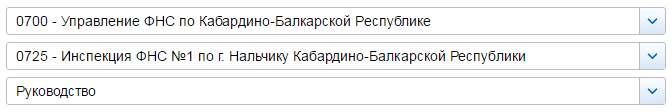 0700 - Управление ФНС по Кабардино-Балкарской Республике
0725 - Инспекция ФНС №1 по г. Нальчику Кабардино-Балкарской Республики
Руководство